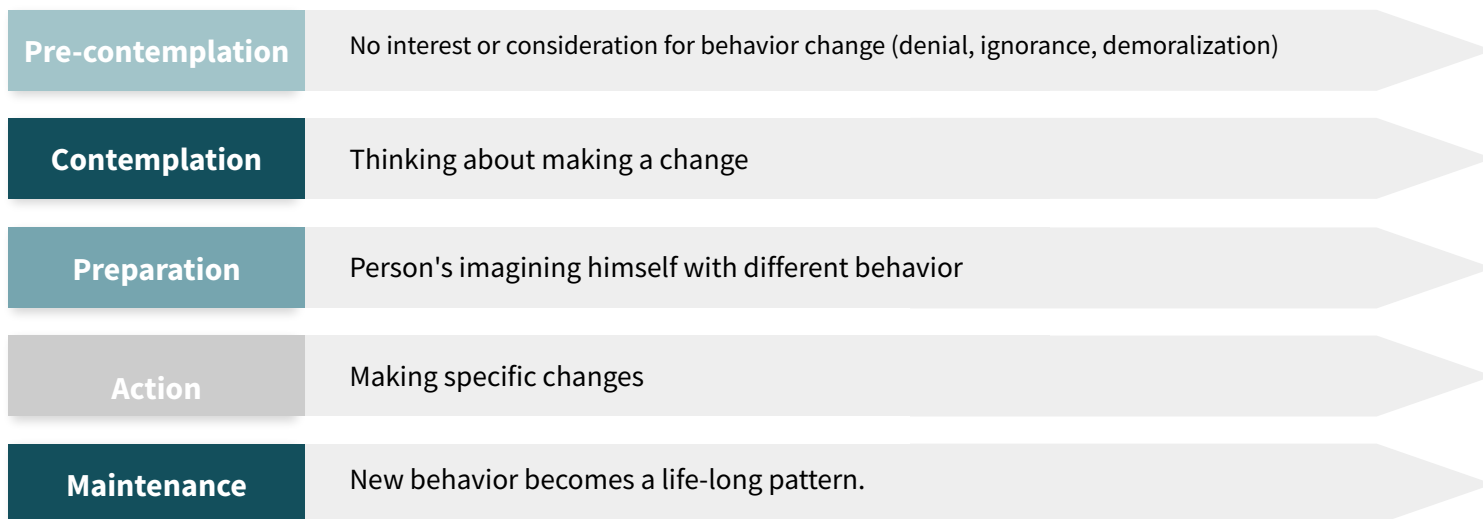 Pre-contemplation
No interest or consideration for behavior change (denial, ignorance, demoralization)
Contemplation
Thinking about making a change
Preparation
Person's imagining himself with different behavior
Action
Making specific changes
Maintenance
New behavior becomes a life-long pattern.